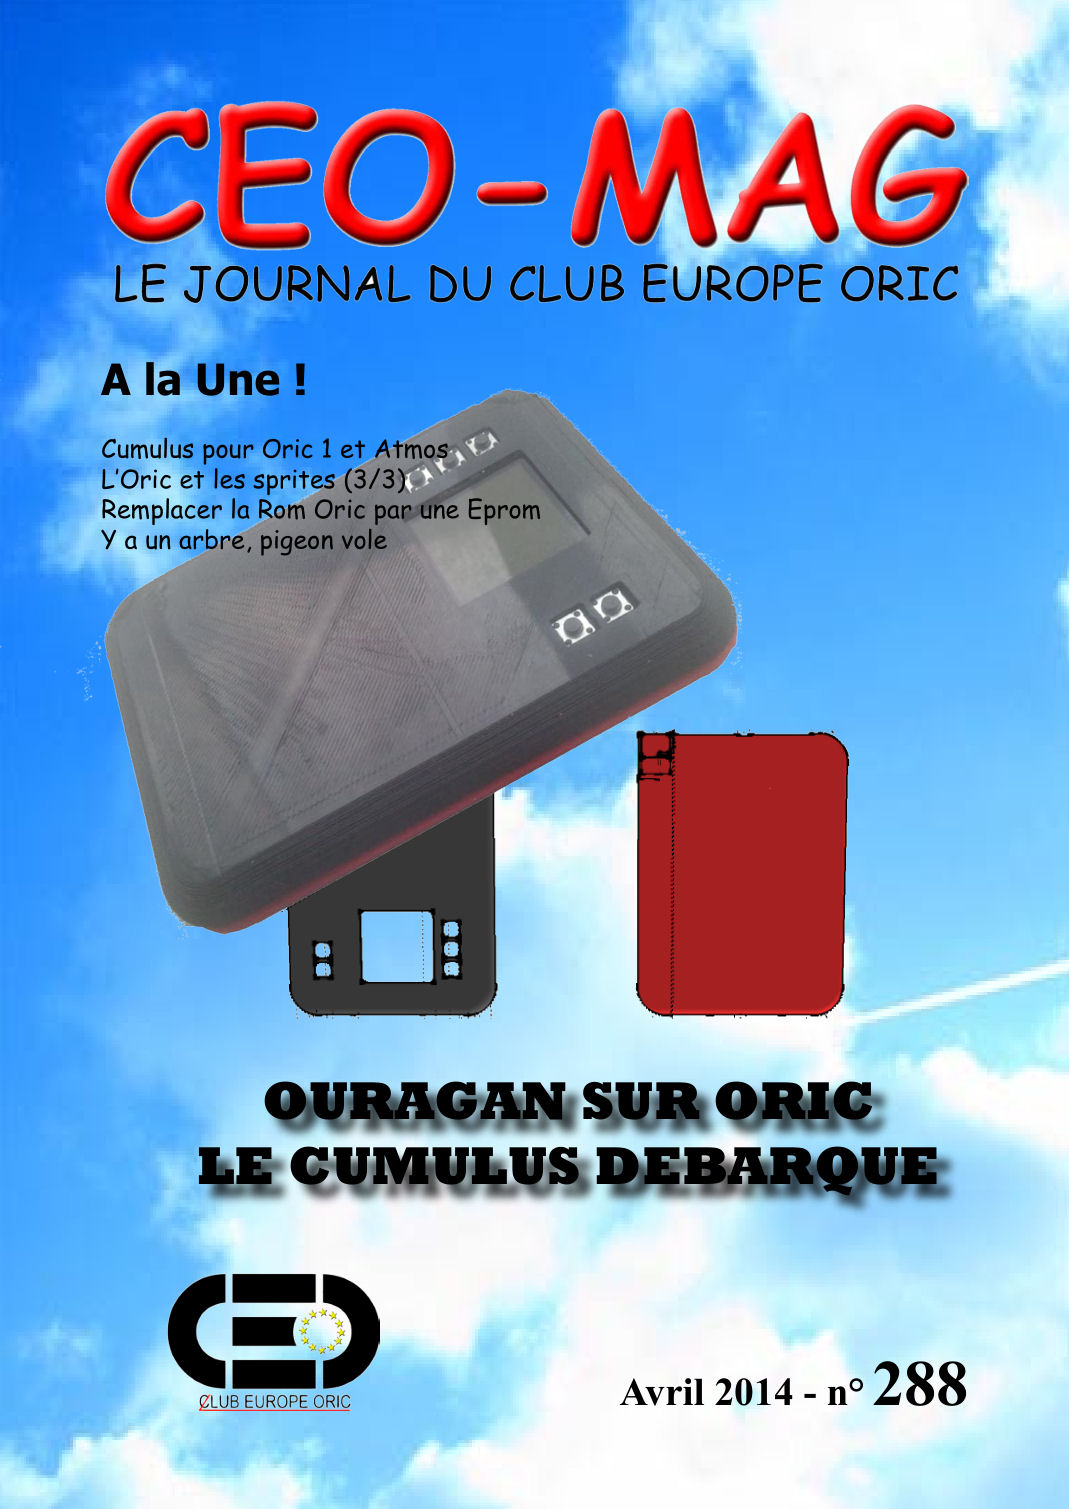 CEO-MAG
LE JOURNAL DU CLUB EUROPE ORIC
A la Une !
Cumulus pour Oric 1 et Atmos
L'Oric et les sprites (3/3)
Remplacer la Rom Oric par une Eprom
Y a un arbre, pigeon vole
OURAGAN SUR ORIC
LE CUMULUS DEBARQUE
CEO
CLUB EUROPE ORIC
Avril 2014 - n° 288